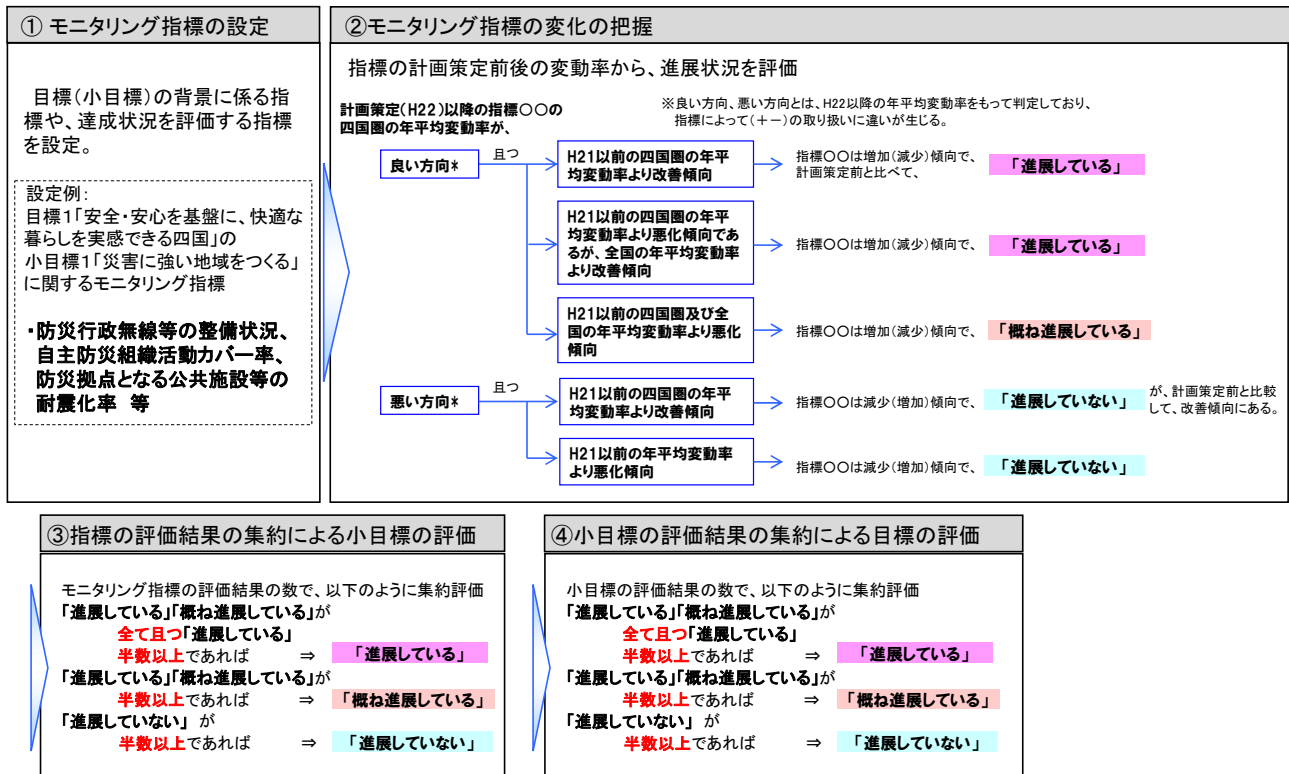 ① モニタリング指標の設定
目標(小目標)の背景に係る指
標や、達成状況を評価する指標
を設定。
設定例:
目標1「安全・安心を基盤に、快適な
暮らしを実感できる四国」の
小目標1「災害に強い地域をつくる」
に関するモニタリング指標
・防災行政無線等の整備状況、
自主防災組織活動カバー率、
防災拠点となる公共施設等の
耐震化率 等
②モニタリング指標の変化の把握
指標の計画策定前後の変動率から、進展状況を評価
計画策定(H22)以降の指標〇〇の
四国圏の年平均変動率が、
※良い方向、悪い方向とは、H22以降の年平均変動率をもって判定しており、
指標によって(+-)の取り扱いに違いが生じる。
良い方向*
且つ
H21以前の四国圏の年平
均変動率より改善傾向
指標〇〇は増加(減少)傾向で、
計画策定前と比べて、
「進展している」
H21以前の四国圏の年平
均変動率より悪化傾向であ
るが、全国の年平均変動率
より改善傾向
指標〇〇は増加(減少)傾向で、
「進展している」
H21以前の四国圏及び全
国の年平均変動率より悪化
傾向
指標〇〇は増加(減少)傾向で、
「概ね進展している」
悪い方向*
且つ
H21以前の四国圏の年平
均変動率より改善傾向
指標〇〇は減少(増加)傾向で、
「進展していない」
が、計画策定前と比較
して、改善傾向にある。
H21以前の年平均変動率
より悪化傾向
指標〇〇は減少(増加)傾向で、
「進展していない」
③指標の評価結果の集約による小目標の評価
モニタリング指標の評価結果の数で、以下のように集約評価
「進展している」「概ね進展している」が
全て且つ「進展している」
半数以上であれば ⇒ 「進展している」
「進展している」「概ね進展している」が
半数以上であれば ⇒ 「概ね進展している」
「進展していない」 が
半数以上であれば ⇒ 「進展していない」
④小目標の評価結果の集約による目標の評価
小目標の評価結果の数で、以下のように集約評価
「進展している」「概ね進展している」が
全て且つ「進展している」
半数以上であれば ⇒ 「進展している」
「進展している」「概ね進展している」が
半数以上であれば ⇒ 「概ね進展している」
「進展していない」 が
半数以上であれば ⇒ 「進展していない」